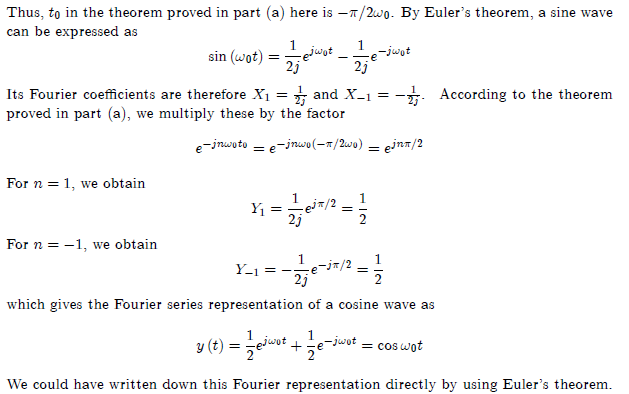 Thus, t₀ in the theorem proved in part (a) here is −π/2ω₀. By Euler's theorem, a sine wave
can be expressed as
sin (ω₀t) = 1/2j e^{jω₀t} − 1/2j e^{−jω₀t}
Its Fourier coefficients are therefore X₁ = 1/2j and X₋₁ = −1/2j. According to the theorem
proved in part (a), we multiply these by the factor
e^{−jnω₀t₀} = e^{−jnω₀(−π/2ω₀)} = e^{jnπ/2}
For n = 1, we obtain
Y₁ = 1/2j e^{jπ/2} = 1/2
For n = −1, we obtain
Y₋₁ = −1/2j e^{−jπ/2} = 1/2
which gives the Fourier series representation of a cosine wave as
y (t) = 1/2 e^{jω₀t} + 1/2 e^{−jω₀t} = cos ω₀t
We could have written down this Fourier representation directly by using Euler's theorem.